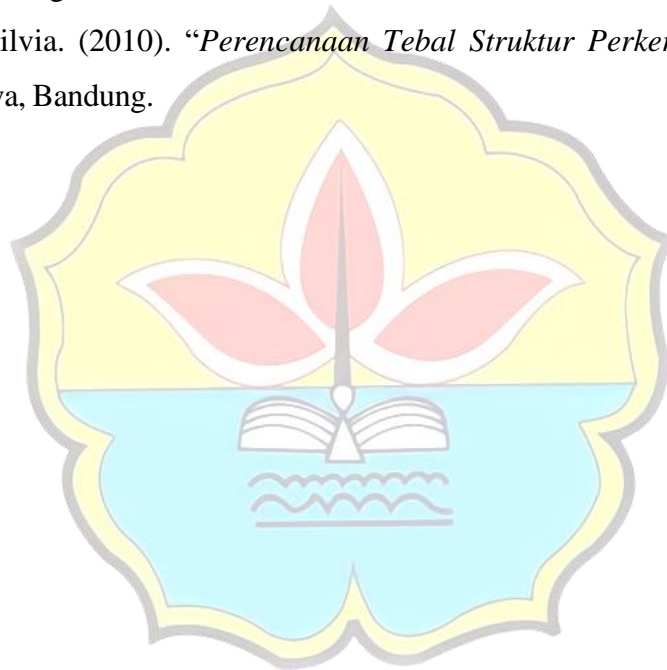 ilvia. (2010). “Perencanaan Tebal Struktur Perker
va, Bandung.